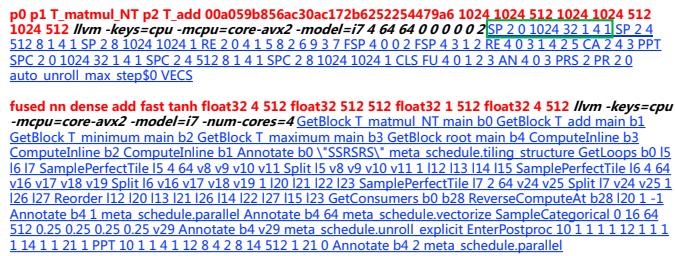 p0 p1 T_matmul_NT p2 T_add 00a059b856ac30ac172b6252254479a6 1024 1024 512 1024 1024 512
1024 512 llvm -keys=cpu -mcpu=core-avx2 -model=i7 4 64 64 0 0 0 0 0 2 SP 2 0 1024 32 1 4 1 SP 2 4
512 8 1 4 1 SP 2 8 1024 1024 1 RE 2 0 4 1 5 8 2 6 9 3 7 FSP 4 0 0 2 FSP 4 3 1 2 RE 4 0 3 1 4 2 5 CA 2 4 3 PPT
SPC 2 0 1024 32 1 4 1 SPC 2 4 512 8 1 4 1 SPC 2 8 1024 1024 1 CLS FU 4 0 1 2 3 AN 4 0 3 PRS 2 PR 2 0
auto_unroll_max_step$0 VECS
fused nn dense add fast tanh float32 4 512 float32 512 512 float32 1 512 float32 4 512 llvm -keys=cpu
-mcpu=core-avx2 -model=i7 -num-cores=4 GetBlock T_matmul_NT main b0 GetBlock T_add main b1
GetBlock T_minimum main b2 GetBlock T_maximum main b3 GetBlock root main b4 ComputeInline b3
ComputeInline b2 ComputeInline b1 Annotate b0 \"SSRSRS\" meta_schedule.tiling_structure GetLoops b0 l5
l6 l7 SamplePerfectTile l5 4 64 v8 v9 v10 v11 Split l5 v8 v9 v10 v11 1 l12 l13 l14 l15 SamplePerfectTile l6 4 64
v16 v17 v18 v19 Split l6 v16 v17 v18 v19 1 l20 l21 l22 l23 SamplePerfectTile l7 2 64 v24 v25 Split l7 v24 v25 1
l26 l27 Reorder l12 l20 l13 l21 l26 l14 l22 l27 l15 l23 GetConsumers b0 b28 ReverseComputeAt b28 l20 1 -1
Annotate b4 1 meta_schedule.parallel Annotate b4 64 meta_schedule.vectorize SampleCategorical 0 16 64
512 0.25 0.25 0.25 0.25 v29 Annotate b4 v29 meta_schedule.unroll_explicit EnterPostproc 10 1 1 1 1 12 1 1 1
1 14 1 1 21 1 PPT 10 1 1 4 1 12 8 4 2 8 14 512 1 21 0 Annotate b4 2 meta_schedule.parallel